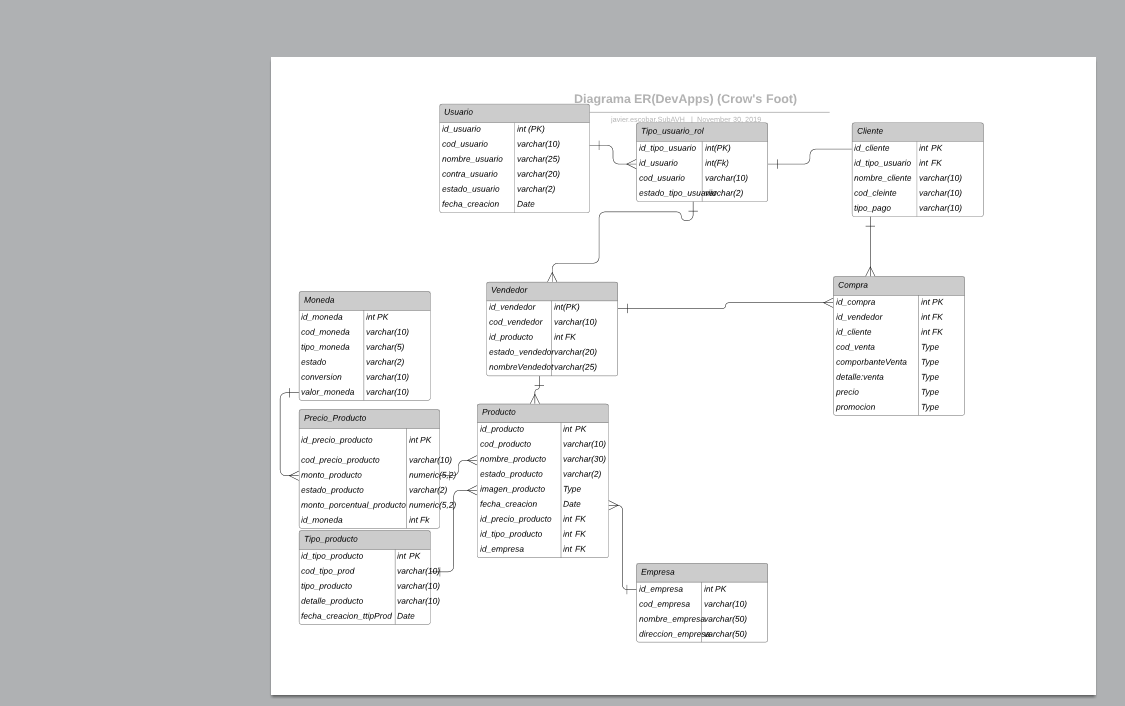 Diagrama ER(DevApps) (Crow's Foot)
javier.escobar.SubAVH | November 30, 2019
Usuario
id_usuario int (PK)
cod_usuario varchar(10)
nombre_usuario varchar(25)
contra_usuario varchar(20)
estado_usuario varchar(2)
fecha_creacion Date
Tipo_usuario_rol
id_tipo_usuario int(PK)
id_usuario int(Fk)
cod_usuario varchar(10)
estado_tipo_usuario varchar(2)
Cliente
id_cliente int PK
id_tipo_usuario int FK
nombre_cliente varchar(10)
cod_cleinte varchar(10)
tipo_pago varchar(10)
Vendedor
id_vendedor int(PK)
cod_vendedor varchar(10)
id_producto int FK
estado_vendedor varchar(20)
nombreVendedor varchar(25)
Compra
id_compra int PK
id_vendedor int FK
id_cliente int FK
cod_venta Type
comporbanteVenta Type
detalle:venta Type
precio Type
promocion Type
Moneda
id_moneda int PK
cod_moneda varchar(10)
tipo_moneda varchar(5)
estado varchar(2)
conversion varchar(10)
valor_moneda varchar(10)
Precio_Producto
id_precio_producto int PK
cod_precio_producto varchar(10)
monto_producto numeric(5,2)
estado_producto varchar(2)
monto_porcentual_producto numeric(5,2)
id_moneda int Fk
Producto
id_producto int PK
cod_producto varchar(10)
nombre_producto varchar(30)
estado_producto varchar(2)
imagen_producto Type
fecha_creacion Date
id_precio_producto int FK
id_tipo_producto int FK
id_empresa int FK
Tipo_producto
id_tipo_producto int PK
cod_tipo_prod varchar(10)
tipo_producto varchar(10)
detalle_producto varchar(10)
fecha_creacion_ttipProd Date
Empresa
id_empresa int PK
cod_empresa varchar(10)
nombre_empresa varchar(50)
direccion_empresa varchar(50)